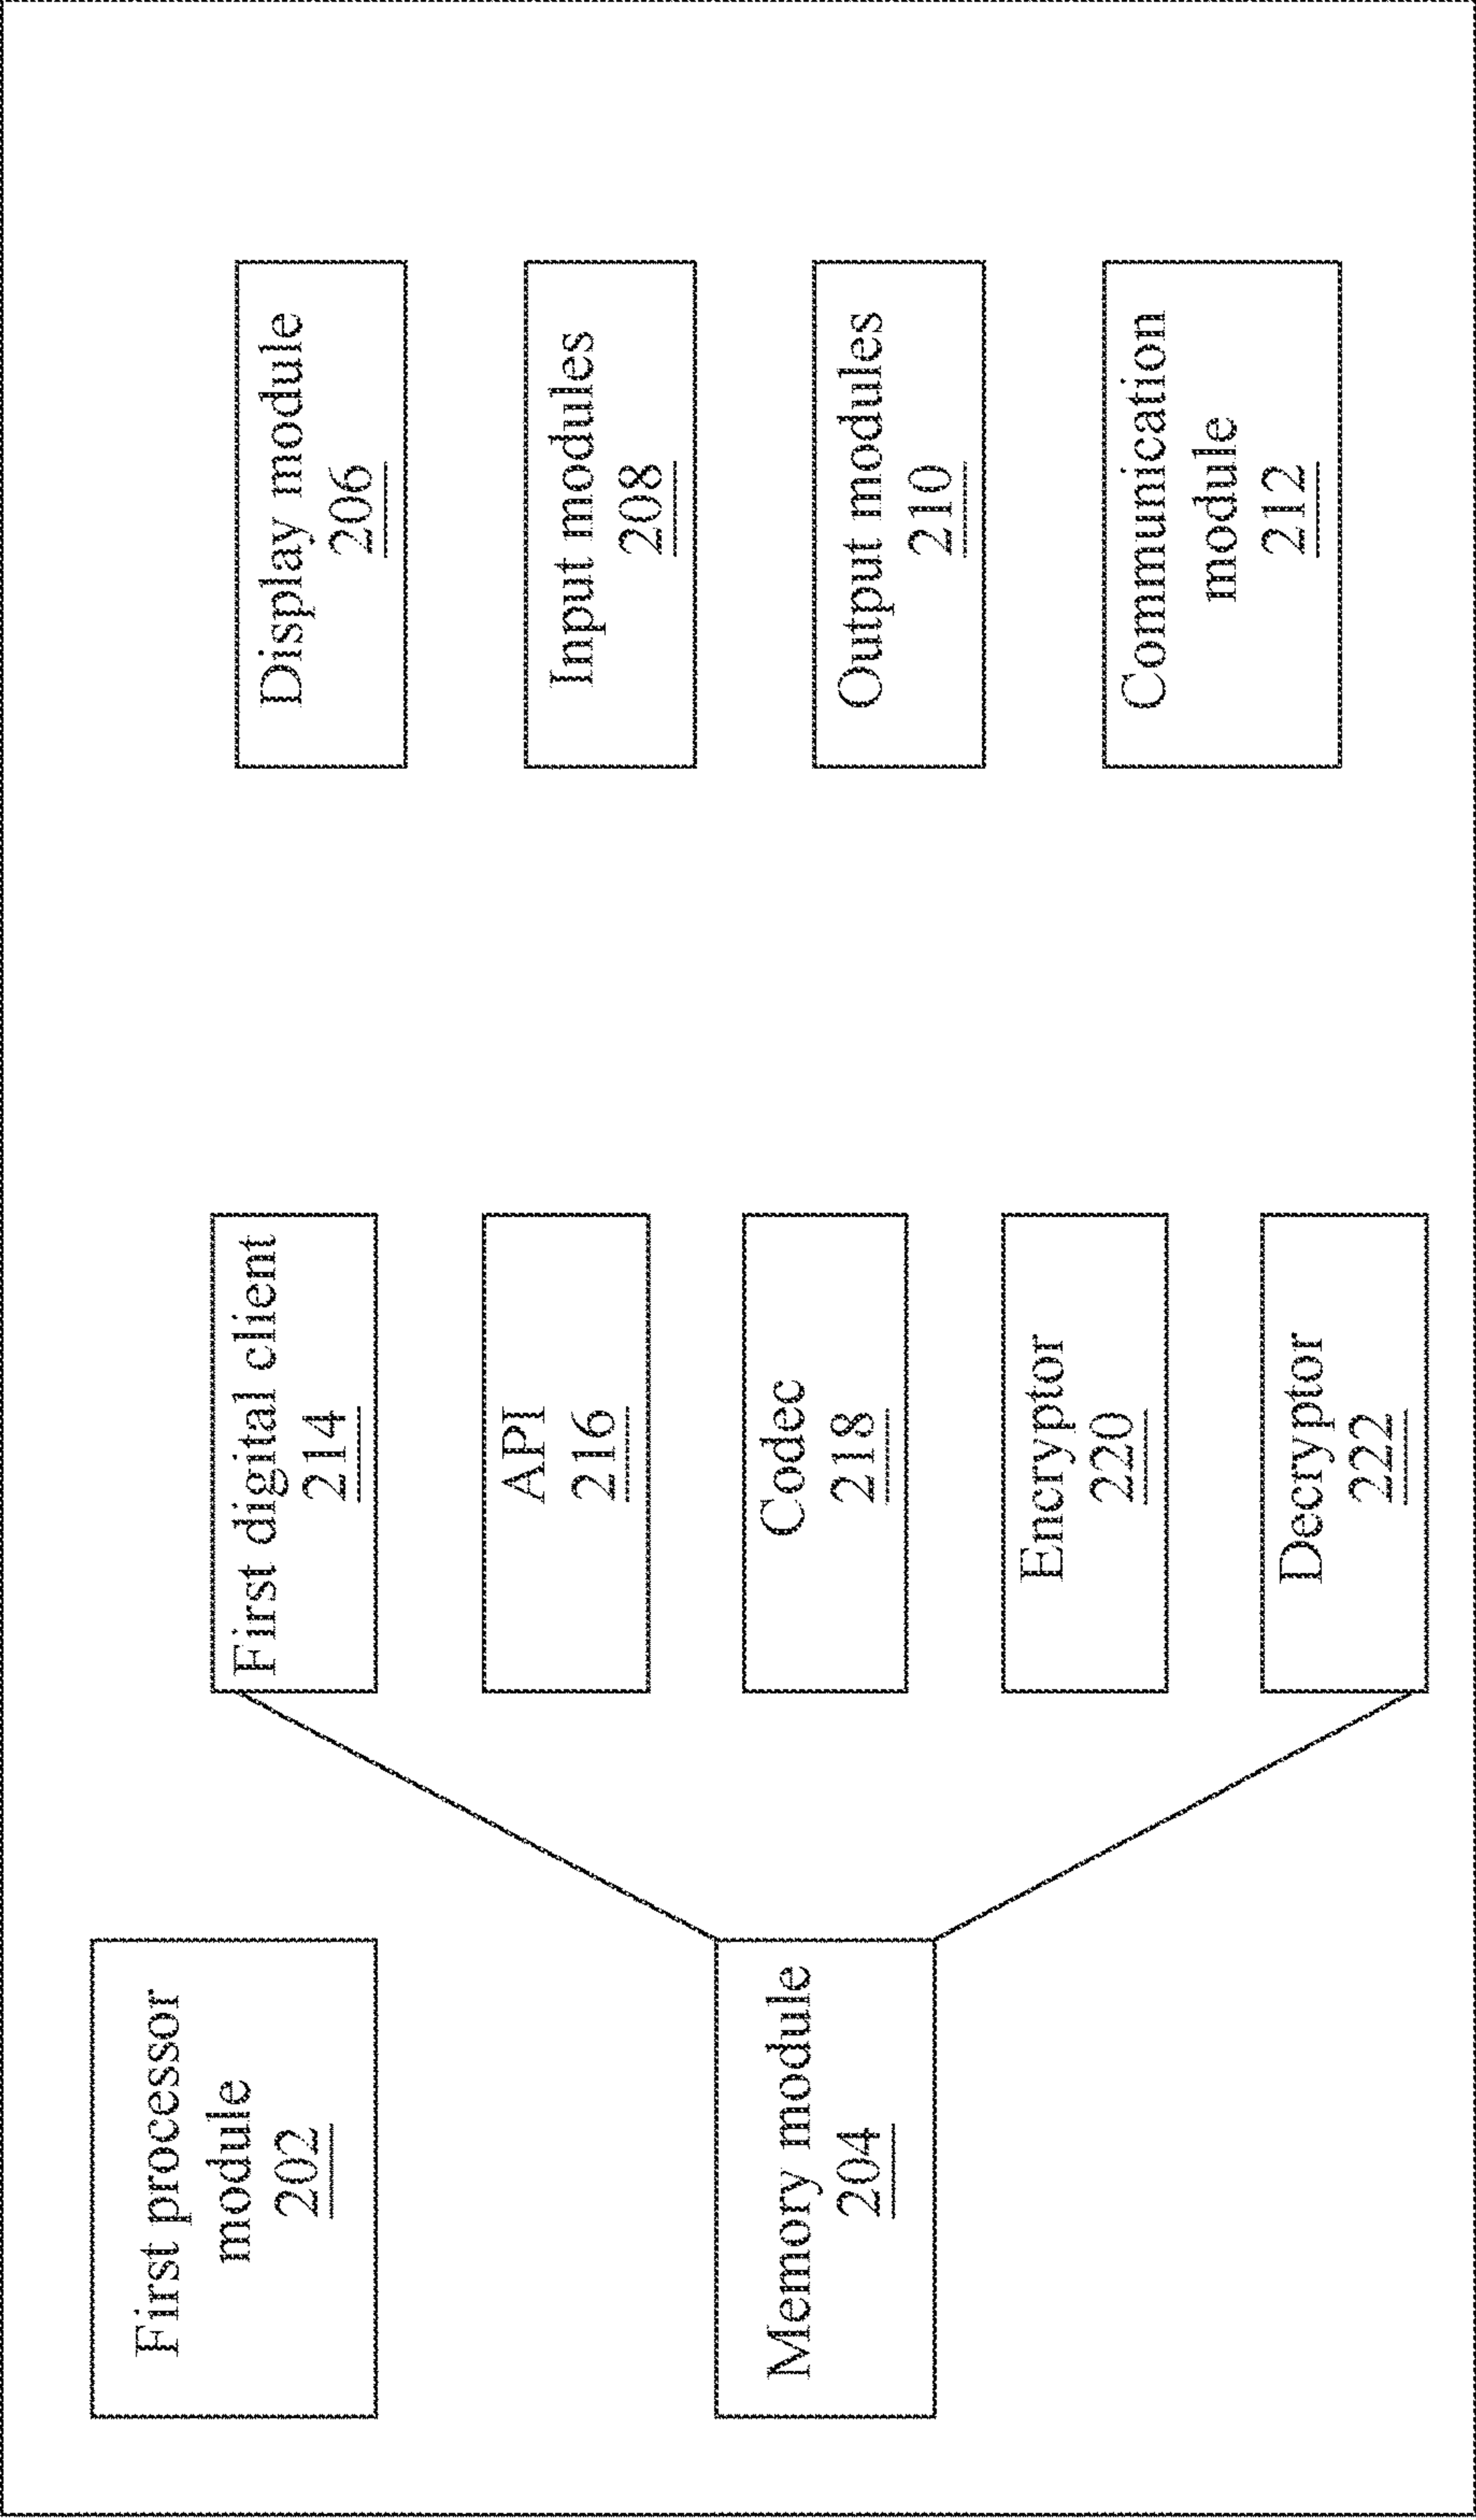 First processor
module
202
Memory module
204
First digital client
214
API
216
Codec
218
Encryptor
220
Decryptor
222
Display module
206
Input modules
208
Output modules
210
Communication
module
212